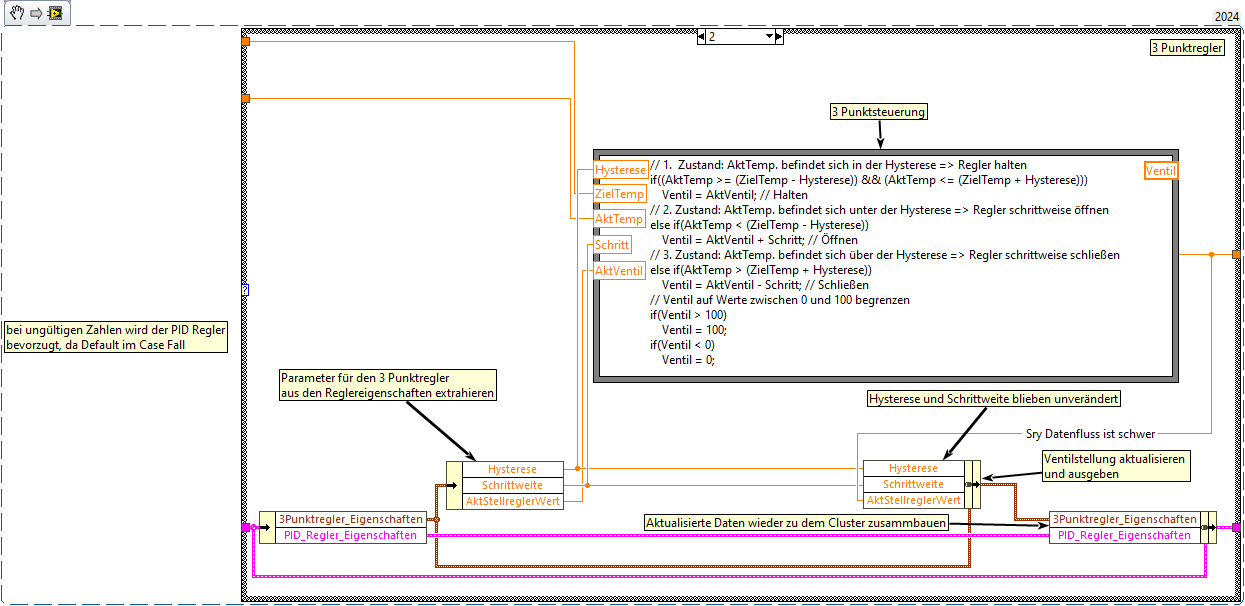 2024
2
3 Punktregler
3 Punktsteuerung
Hysterese
ZielTemp
AktTemp
Schritt
AktVentil
// 1.  Zustand: AktTemp. befindet sich in der Hysterese => Regler halten
if((AktTemp >= (ZielTemp - Hysterese)) && (AktTemp <= (ZielTemp + Hysterese)))
Ventil = AktVentil; // Halten
// 2. Zustand: AktTemp. befindet sich unter der Hysterese => Regler schrittweise öffnen
else if(AktTemp < (ZielTemp - Hysterese))
Ventil = AktVentil + Schritt; // Öffnen
// 3. Zustand: AktTemp. befindet sich über der Hysterese => Regler schrittweise schließen
else if(AktTemp > (ZielTemp + Hysterese))
Ventil = AktVentil - Schritt; // Schließen
// Ventil auf Werte zwischen 0 und 100 begrenzen
if(Ventil > 100)
Ventil = 100;
if(Ventil < 0)
Ventil = 0;
Ventil
?
bei ungültigen Zahlen wird der PID Regler
bevorzugt, da Default im Case Fall
Parameter für den 3 Punktregler
aus den Reglereigenschaften extrahieren
Hysterese und Schrittweite blieben unverändert
Sry Datenfluss ist schwer
Hysterese
Schrittweite
AktStellreglerWert
Hysterese
Schrittweite
AktStellreglerWert
Ventilstellung aktualisieren
und ausgeben
3Punktregler_Eigenschaften
PID_Regler_Eigenschaften
Aktualisierte Daten wieder zu dem Cluster zusammbauen
3Punktregler_Eigenschaften
PID_Regler_Eigenschaften